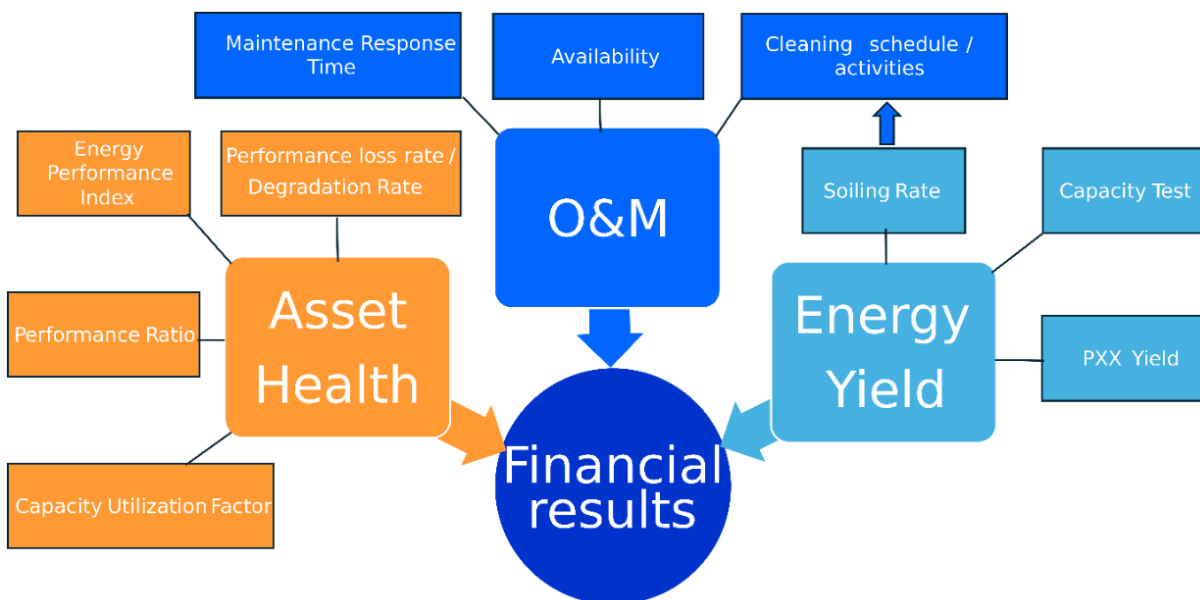 Maintenance Response
Time
Availability
Cleaning schedule /
activities
Energy
Performance
Index
Performance loss rate /
Degradation Rate
O&M
Soiling Rate
Capacity Test
Asset
Health
Energy
Yield
Performance Ratio
PXX Yield
Capacity Utilization Factor
Financial
results